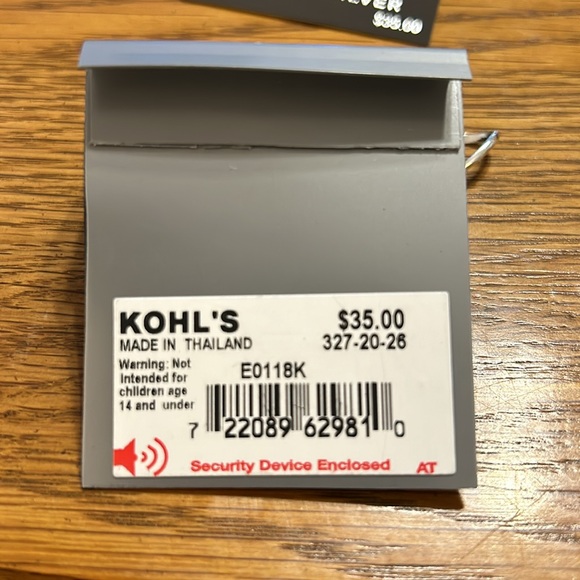 $35.00
KOHL'S
$35.00
MADE IN THAILAND
327-20-26
Warning: Not
intended for
children age
14 and under
E0118K
7 22089 62981 0
Security Device Enclosed
AT